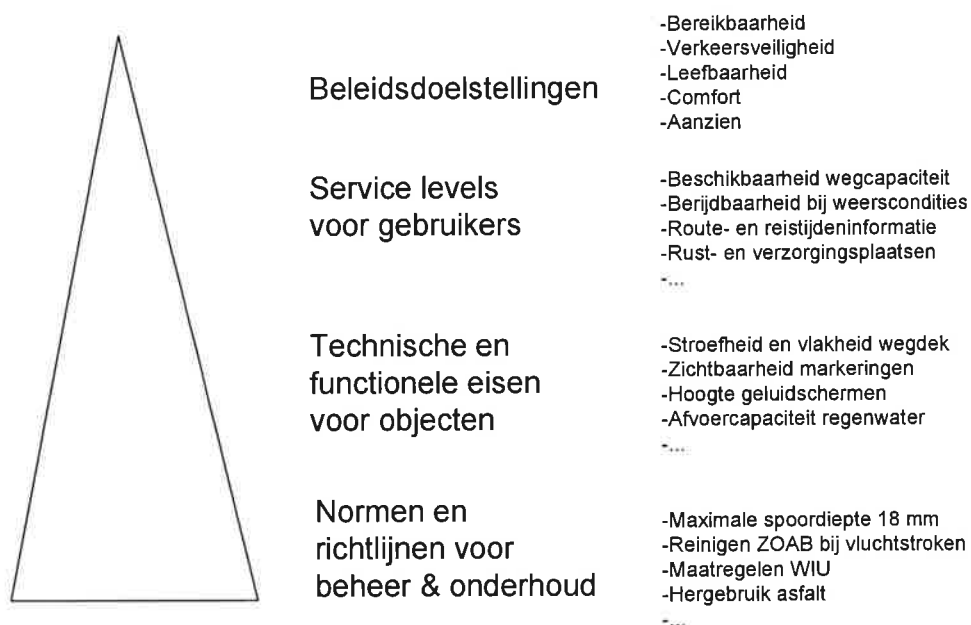 Beleidsdoelstellingen
-Bereikbaarheid
-Verkeersveiligheid
-Leefbaarheid
-Comfort
-Aanzien
Service levels
voor gebruikers
-Beschikbaarheid wegcapaciteit
-Berijdbaarheid bij weerscondities
-Route- en reistijdeninformatie
-Rust- en verzorgingsplaatsen
-...
Technische en
functionele eisen
voor objecten
-Stroefheid en vlakheid wegdek
-Zichtbaarheid markeringen
-Hoogte geluidschermen
-Afvoercapaciteit regenwater
-...
Normen en
richtlijnen voor
beheer & onderhoud
-Maximale spoordiepte 18 mm
-Reinigen ZOAB bij vluchtstroken
-Maatregelen WIU
-Hergebruik asfalt
-...